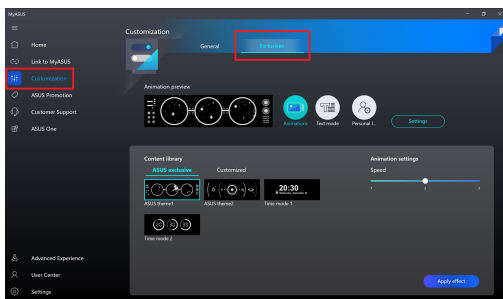 MyASUS
Customization
Home
General
Exclusives
Link to MyASUS
Customization
ASUS Promotion
Customer Support
ASUS One
Animation preview
Animations
Text mode
Personal I...
Settings
Content library
ASUS exclusive
Customized
Animation settings
Speed
1
2
3
20:30
ASUS theme1
ASUS theme2
Time mode 1
Time mode 2
Advanced Experience
User Center
Settings
Apply effect